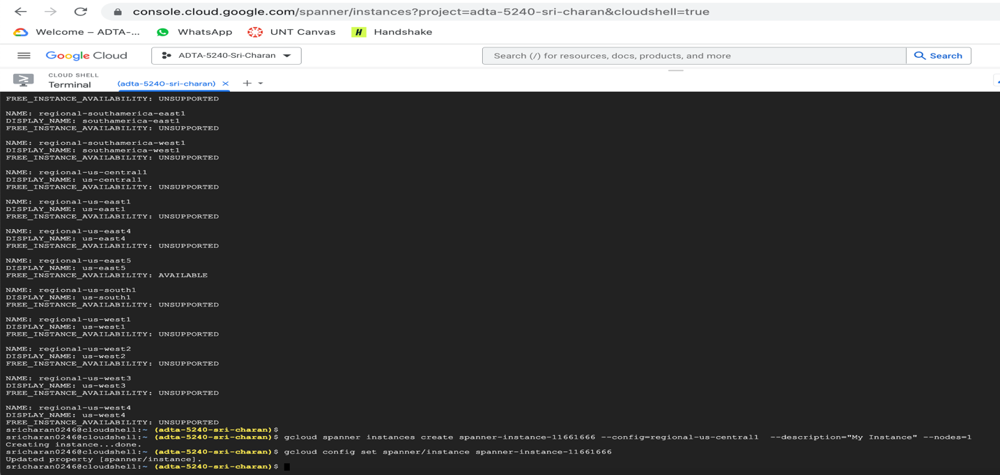 console.cloud.google.com/spanner/instances?project=adta-5240-sri-charan&cloudshell=true
Welcome – ADTA-... WhatsApp UNT Canvas H Handshake
Google Cloud ADTA-5240-Sri-Charan Search (/) for resources, docs, products, and more Search
CLOUD SHELL
Terminal (adta-5240-sri-charan) × +
FREE_INSTANCE_AVAILABILITY: UNSUPPORTED
NAME: regional-southamerica-east1
DISPLAY_NAME: southamerica-east1
FREE_INSTANCE_AVAILABILITY: UNSUPPORTED
NAME: regional-southamerica-west1
DISPLAY_NAME: southamerica-west1
FREE_INSTANCE_AVAILABILITY: UNSUPPORTED
NAME: regional-us-central1
DISPLAY_NAME: us-central1
FREE_INSTANCE_AVAILABILITY: UNSUPPORTED
NAME: regional-us-east1
DISPLAY_NAME: us-east1
FREE_INSTANCE_AVAILABILITY: UNSUPPORTED
NAME: regional-us-east4
DISPLAY_NAME: us-east4
FREE_INSTANCE_AVAILABILITY: UNSUPPORTED
NAME: regional-us-east5
DISPLAY_NAME: us-east5
FREE_INSTANCE_AVAILABILITY: AVAILABLE
NAME: regional-us-south1
DISPLAY_NAME: us-south1
FREE_INSTANCE_AVAILABILITY: UNSUPPORTED
NAME: regional-us-west1
DISPLAY_NAME: us-west1
FREE_INSTANCE_AVAILABILITY: UNSUPPORTED
NAME: regional-us-west2
DISPLAY_NAME: us-west2
FREE_INSTANCE_AVAILABILITY: UNSUPPORTED
NAME: regional-us-west3
DISPLAY_NAME: us-west3
FREE_INSTANCE_AVAILABILITY: UNSUPPORTED
NAME: regional-us-west4
DISPLAY_NAME: us-west4
FREE_INSTANCE_AVAILABILITY: UNSUPPORTED
sricharan0246@cloudshell:~ (adta-5240-sri-charan)$
sricharan0246@cloudshell:~ (adta-5240-sri-charan)$ gcloud spanner instances create spanner-instance-11661666 --config=regional-us-central1 --description="My Instance" --nodes=1
Creating instance...done.
sricharan0246@cloudshell:~ (adta-5240-sri-charan)$ gcloud config set spanner/instance spanner-instance-11661666
Updated property [spanner/instance].
sricharan0246@cloudshell:~ (adta-5240-sri-charan)$